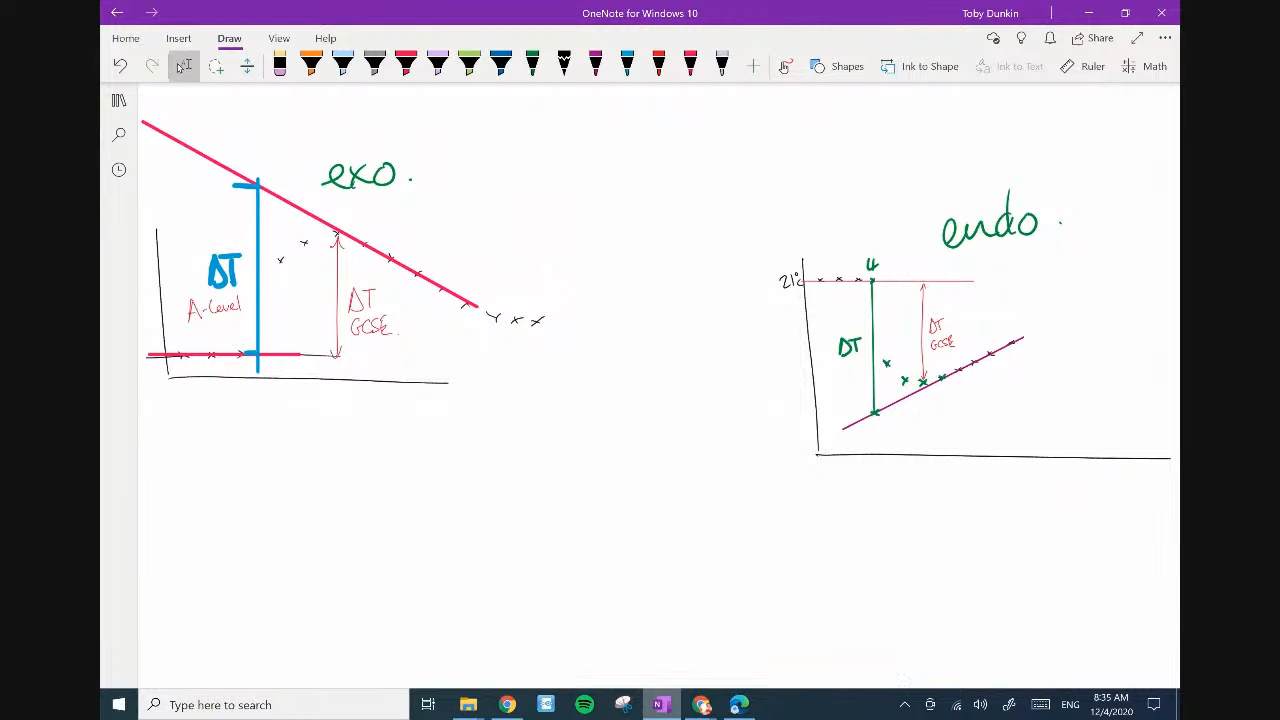 OneNote for Windows 10
Toby Dunkin
Home Insert Draw View Help
Share
Shapes
Ink to Shape
Ink to Text
Ruler
Math
exo.
ΔT
A-Level
ΔT
GCSE.
endo.
21°c
4
ΔT
ΔT
GCSE
Type here to search
ENG
8:35 AM
12/4/2020